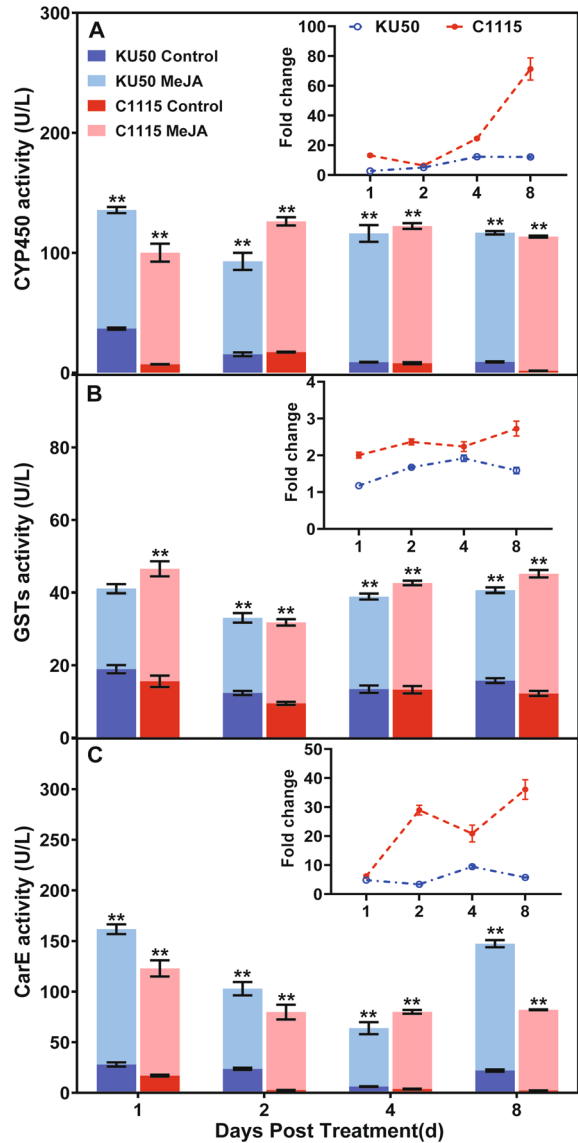 A
CYP450 activity (U/L)
300
200
100
0
KU50 Control
KU50 MeJA
C1115 Control
C1115 MeJA
KU50 C1115
Fold change
100
80
60
40
20
0
1 2 4 8
** ** ** ** ** ** ** **
B
GSTs activity (U/L)
80
60
40
20
0
Fold change
4
3
2
1
0
1 2 4 8
** ** ** ** ** ** **
C
CarE activity (U/L)
300
250
200
150
100
50
0
Fold change
50
40
30
20
10
0
1 2 4 8
** ** ** ** ** ** ** **
1 2 4 8
Days Post Treatment(d)